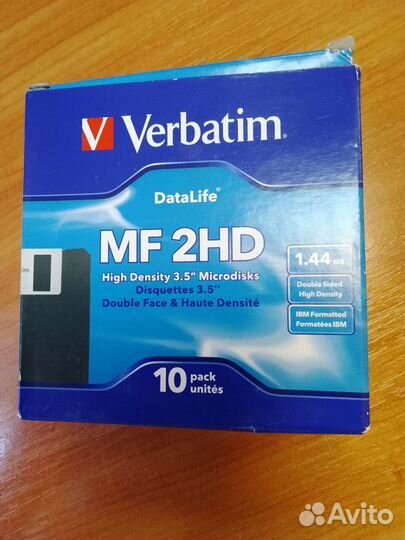 Verbatim®
DataLife®
MF 2HD
High Density 3.5" Microdisks
Disquettes 3.5''
Double Face & Haute Densité
1.44 MB
Double Sided
High Density
IBM Formatted
Formatées IBM
10 pack
unités
Avito